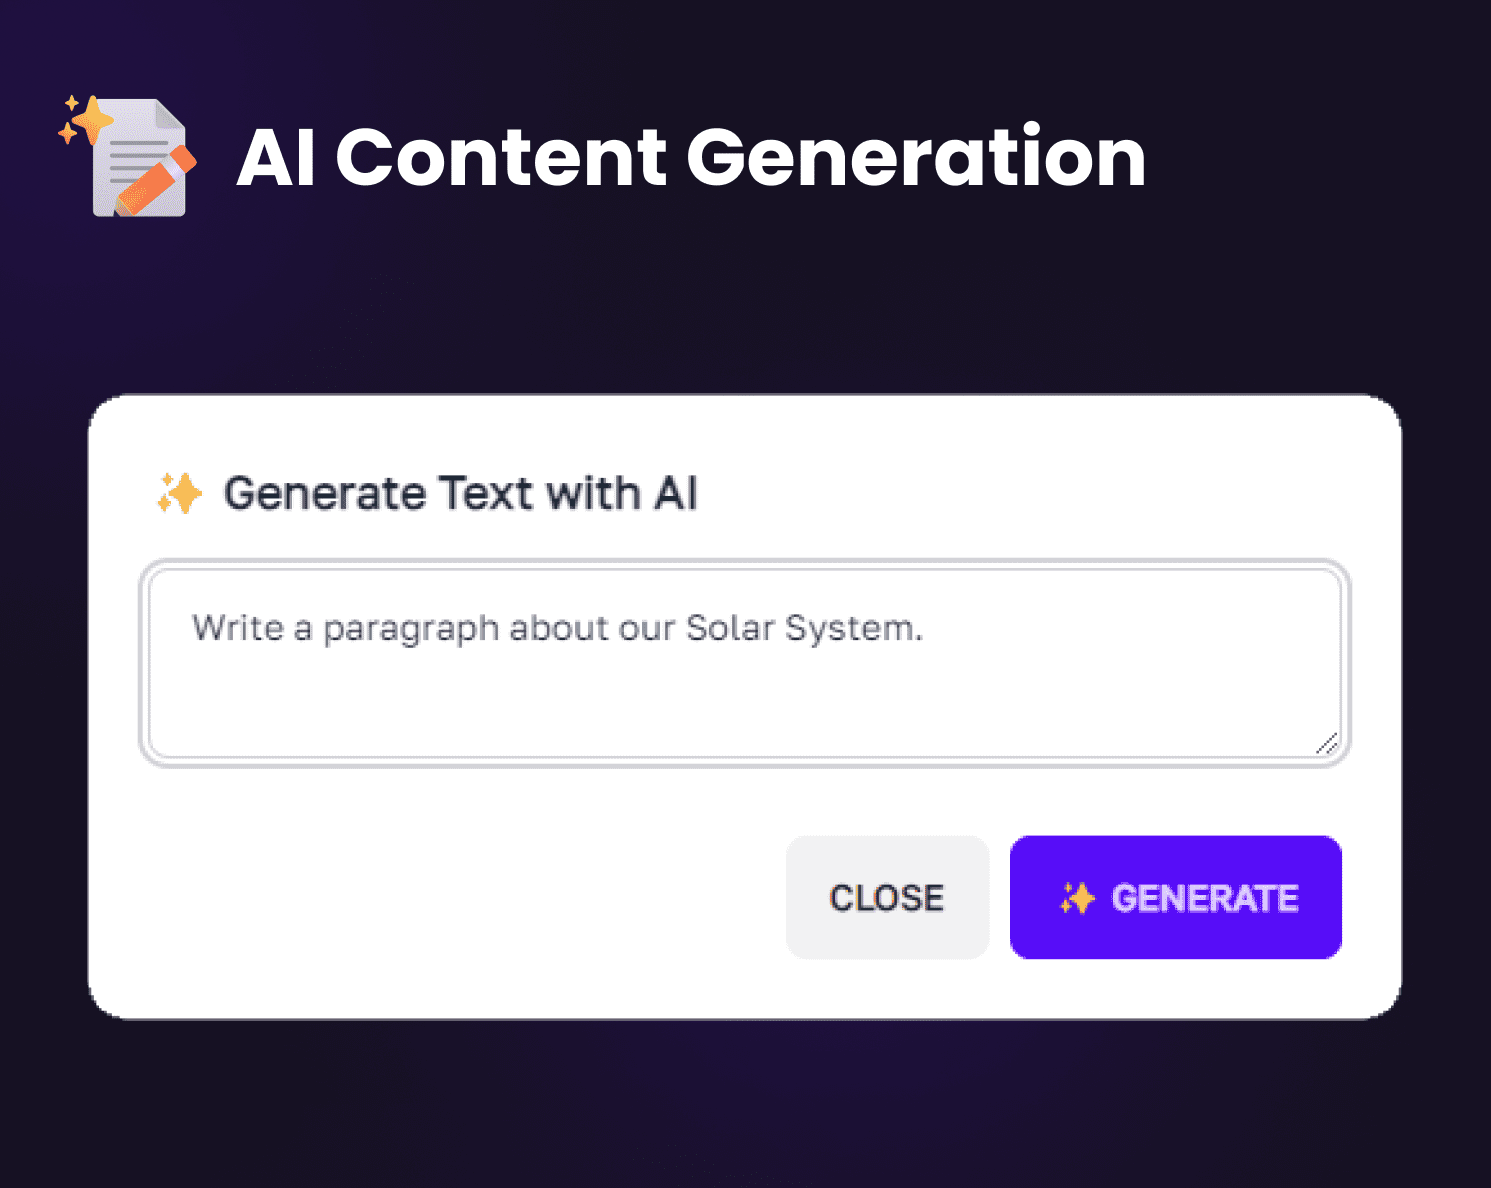 AI Content Generation
Generate Text with AI
Write a paragraph about our Solar System.
CLOSE
GENERATE